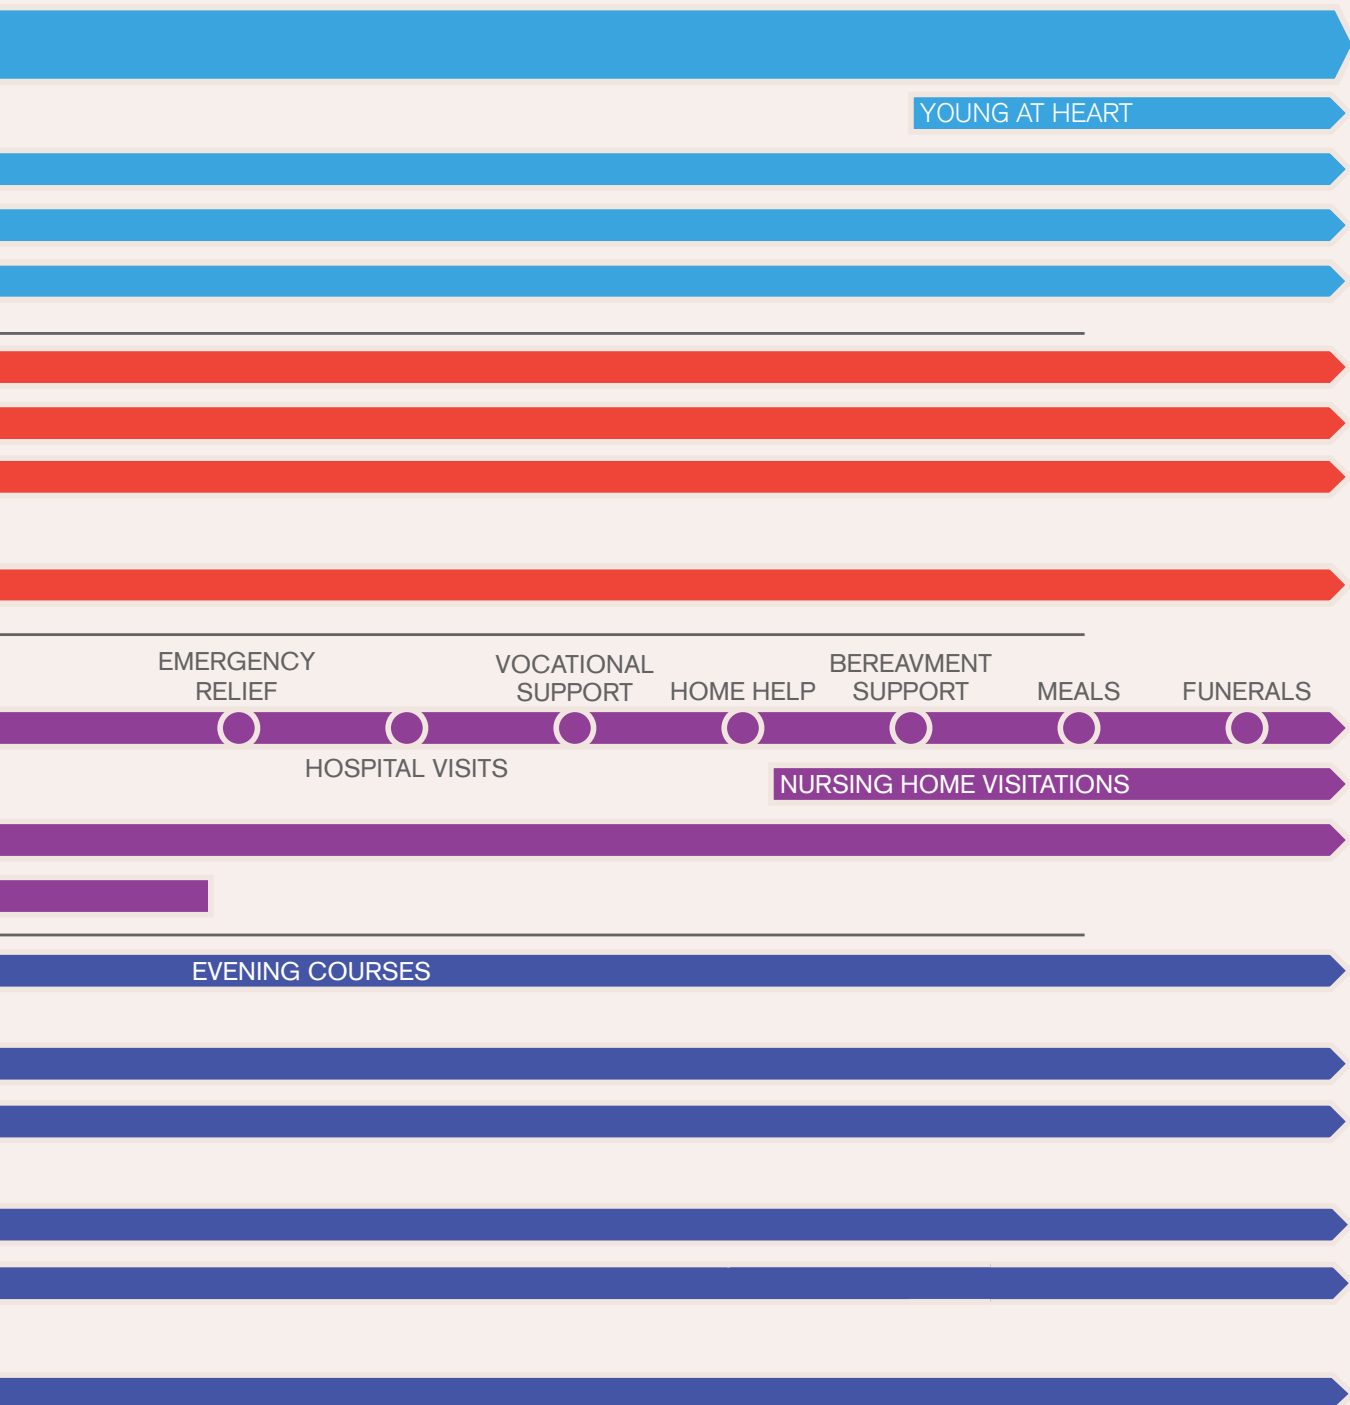 YOUNG AT HEART
EMERGENCY
RELIEF
VOCATIONAL
SUPPORT
HOME HELP
BEREAVMENT
SUPPORT
MEALS
FUNERALS
HOSPITAL VISITS
NURSING HOME VISITATIONS
EVENING COURSES